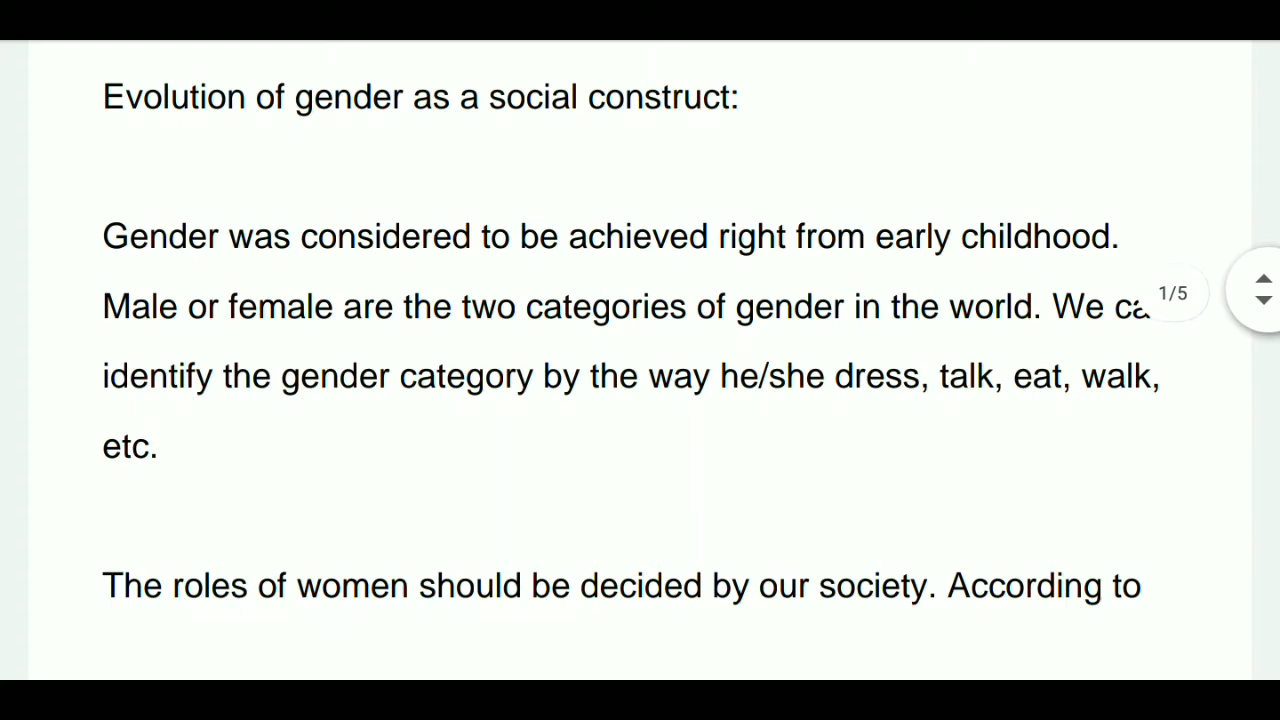 Evolution of gender as a social construct:
Gender was considered to be achieved right from early childhood.
Male or female are the two categories of gender in the world. We
1/5
identify the gender category by the way he/she dress, talk, eat, walk,
etc.
The roles of women should be decided by our society. According to